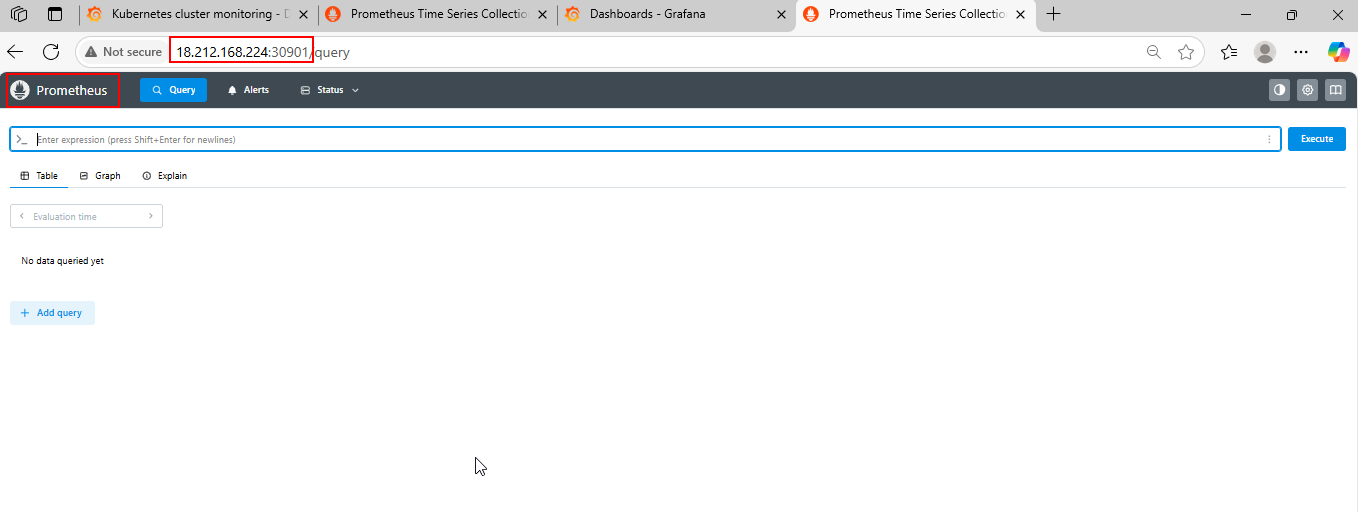 Kubernetes cluster monitoring - D
Prometheus Time Series Collectio
Dashboards - Grafana
Prometheus Time Series Collectio
Not secure 18.212.168.224:30901/query
Prometheus Query Alerts Status
Enter expression (press Shift+Enter for newlines) Execute
Table Graph Explain
Evaluation time
No data queried yet
+ Add query